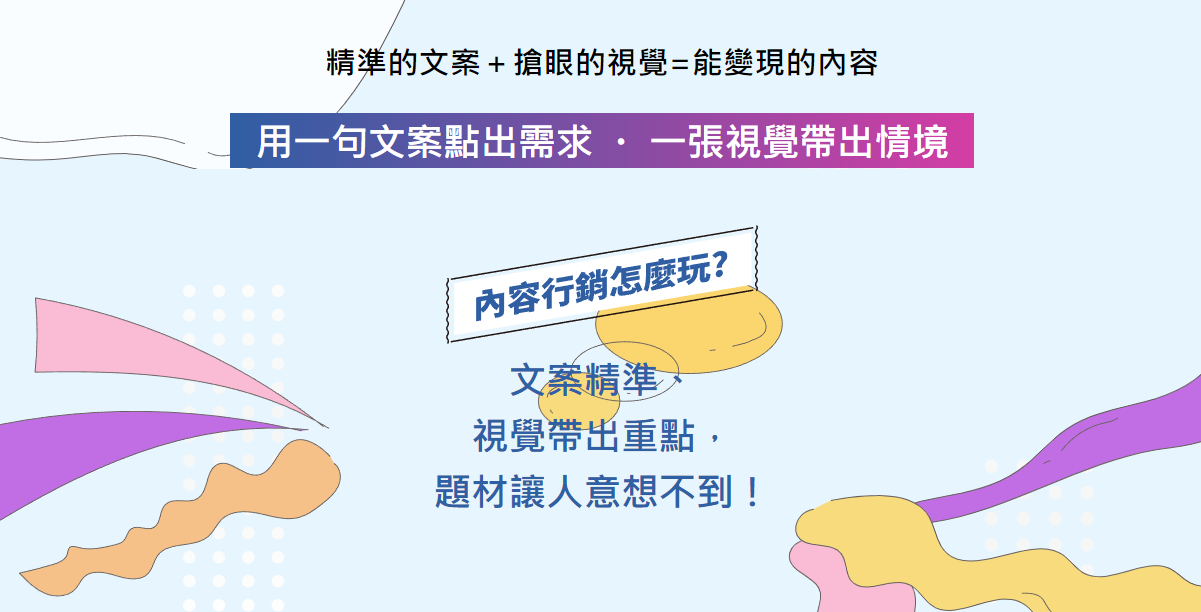 精準的文案＋搶眼的視覺=能變現的內容
用一句文案點出需求 ・ 一張視覺帶出情境
內容行銷怎麼玩?
文案精準、
視覺帶出重點，
題材讓人意想不到！